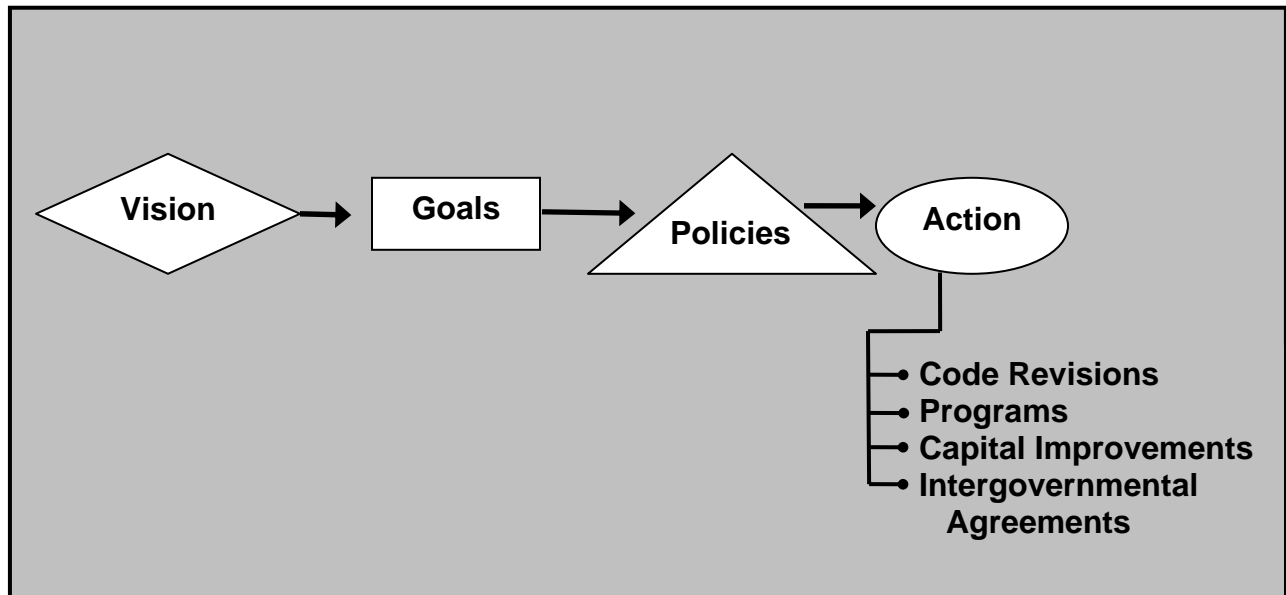 Vision
Goals
Policies
Action
Code Revisions
Programs
Capital Improvements
Intergovernmental
Agreements